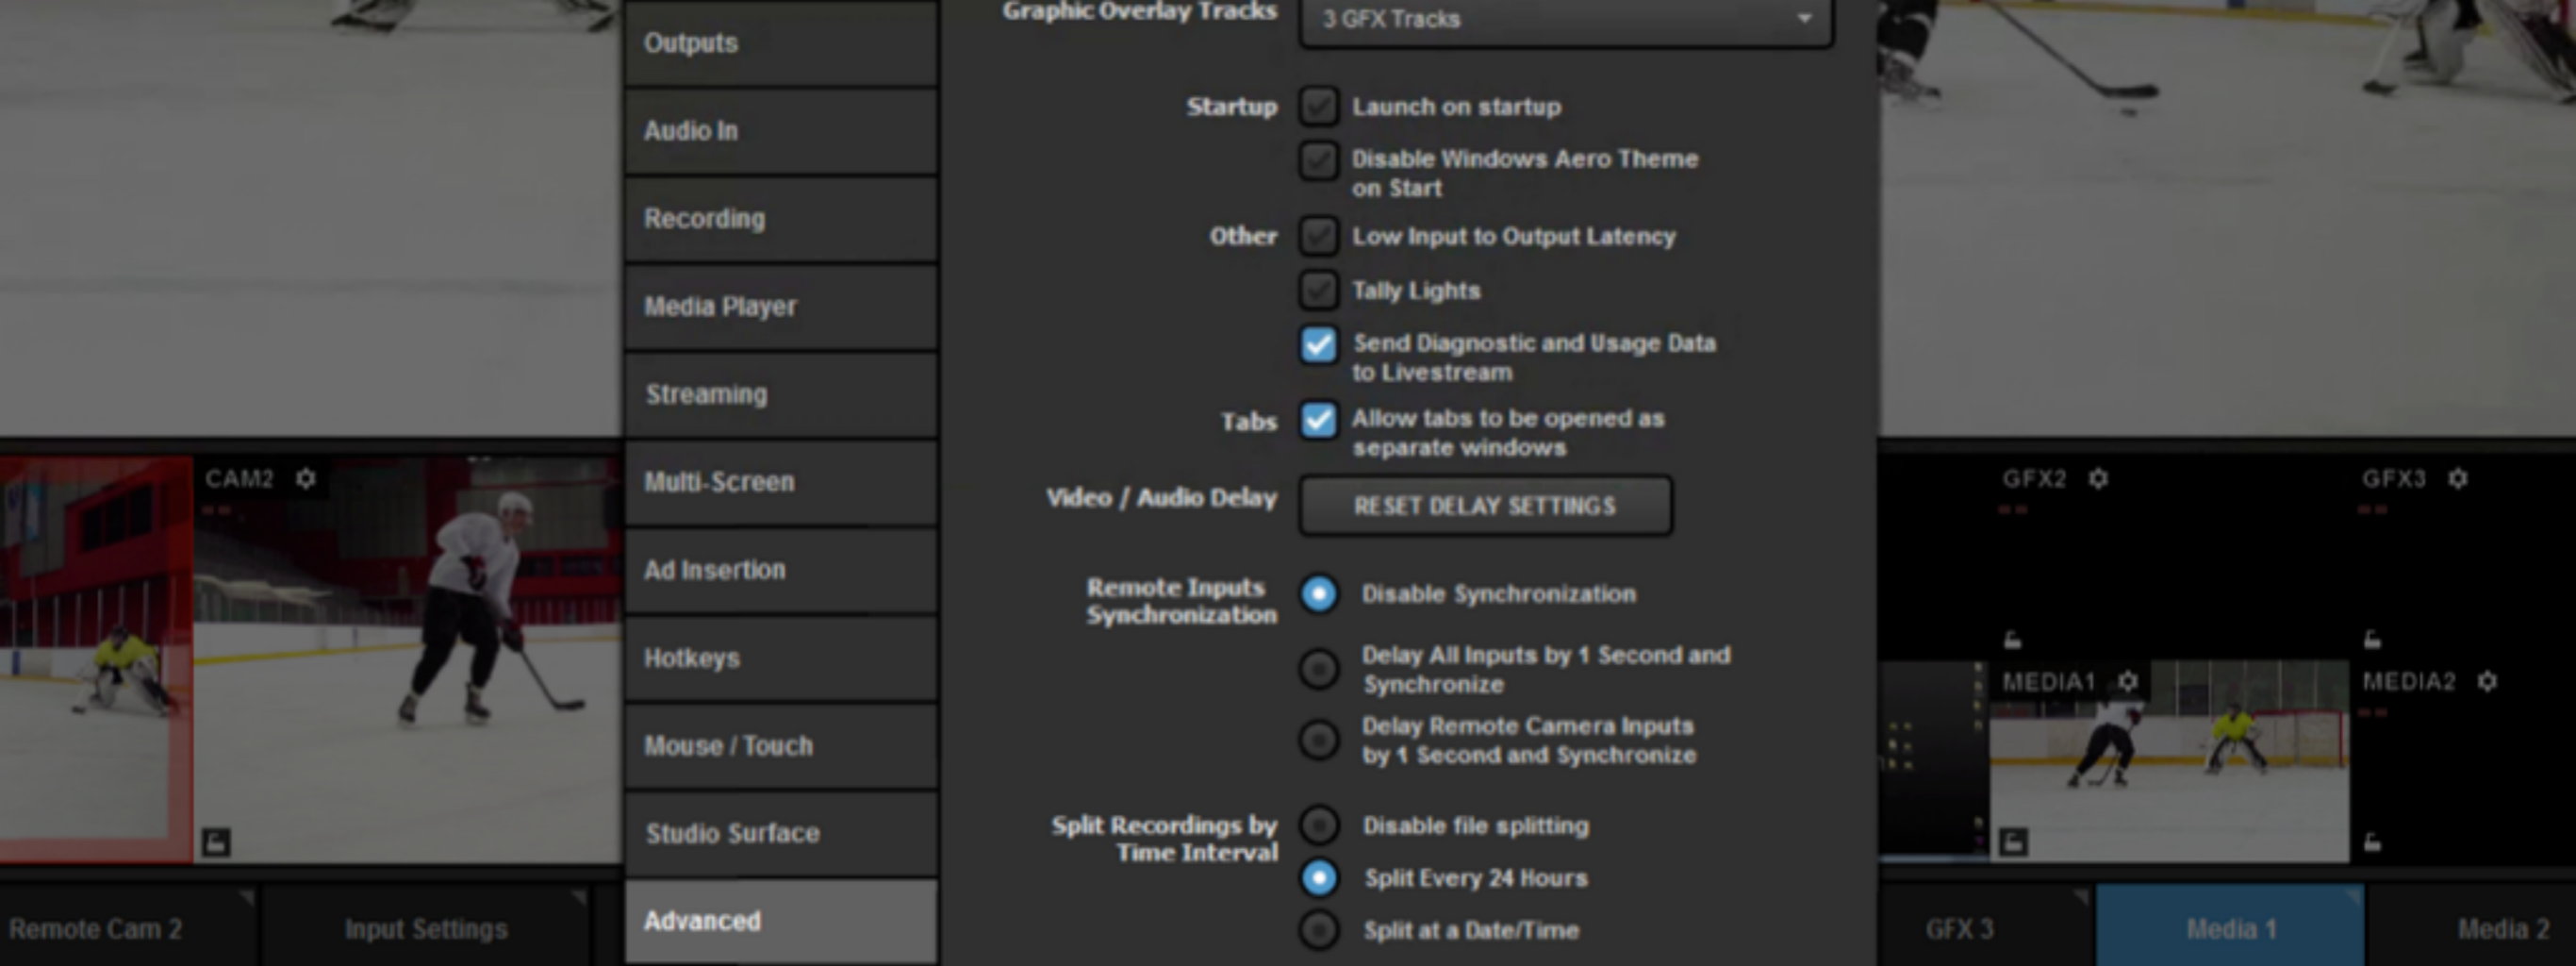 Outputs
Audio In
Recording
Media Player
Streaming
Multi-Screen
Ad Insertion
Hotkeys
Mouse / Touch
Studio Surface
Advanced
Graphic Overlay Tracks
3 GFX Tracks
Startup
Launch on startup
Disable Windows Aero Theme
on Start
Other
Low Input to Output Latency
Tally Lights
Send Diagnostic and Usage Data
to Livestream
Tabs
Allow tabs to be opened as
separate windows
Video / Audio Delay
RESET DELAY SETTINGS
Remote Inputs
Synchronization
Disable Synchronization
Delay All Inputs by 1 Second and
Synchronize
Delay Remote Camera Inputs
by 1 Second and Synchronize
Split Recordings by
Time Interval
Disable file splitting
Split Every 24 Hours
Split at a Date/Time
CAM2
GFX2
GFX3
MEDIA1
MEDIA2
Remote Cam 2
Input Settings
GFX 3
Media 1
Media 2